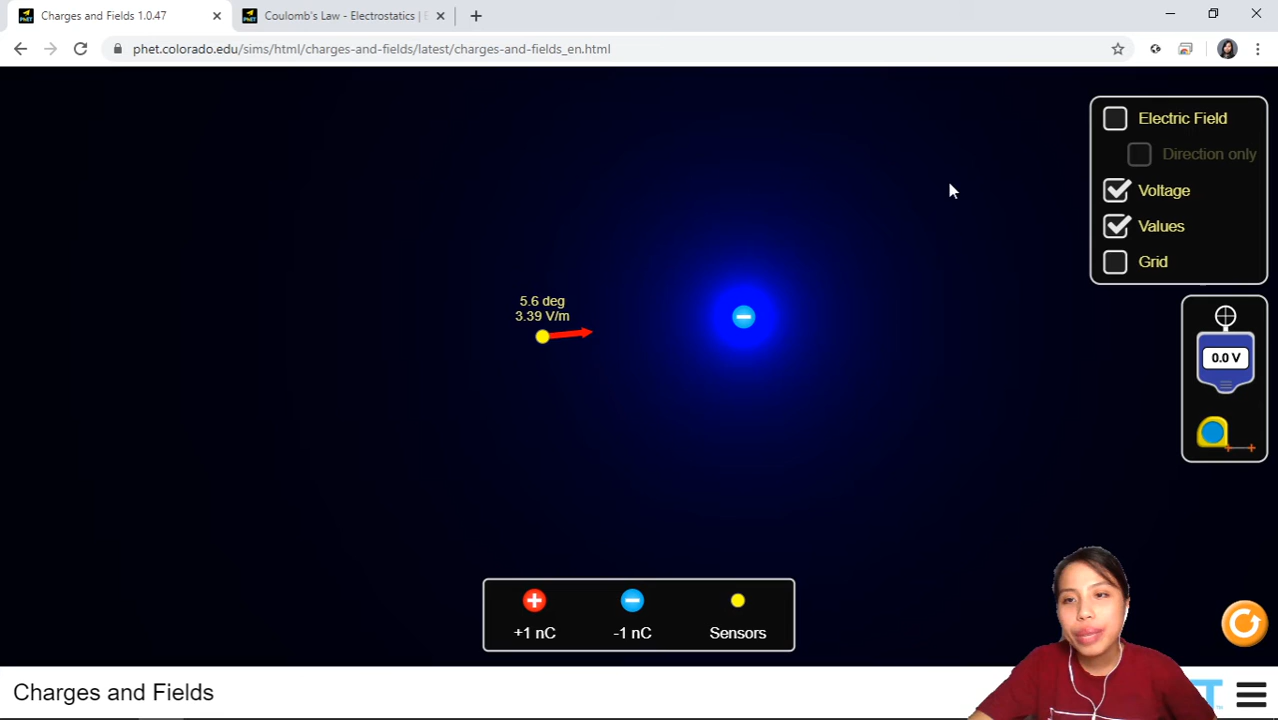 Charges and Fields 1.0.47
Coulomb's Law - Electrostatics |
phet.colorado.edu/sims/html/charges-and-fields/latest/charges-and-fields_en.html
Electric Field
Direction only
Voltage
Values
Grid
5.6 deg
3.39 V/m
0.0 V
+1 nC
-1 nC
Sensors
Charges and Fields